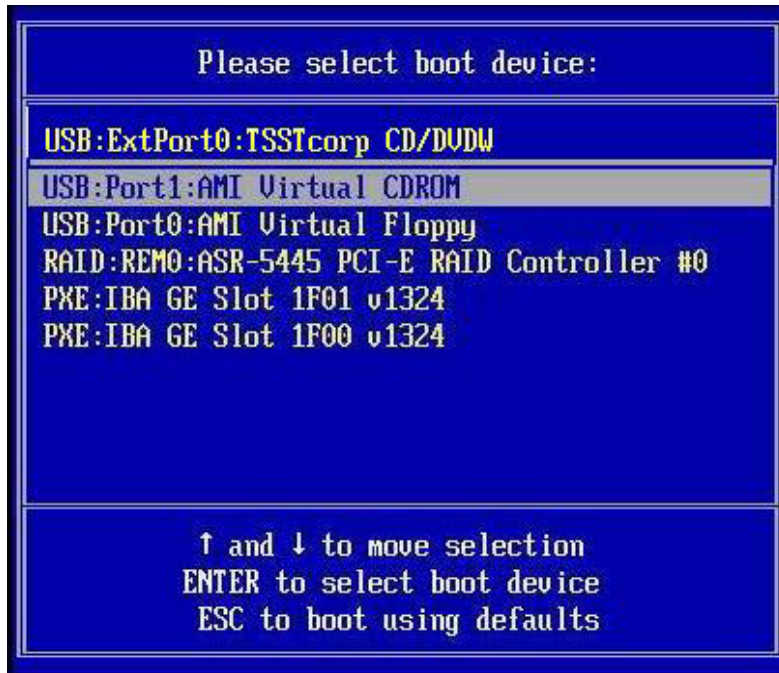 Please select boot device:
USB:ExtPort0:TSSTcorp CD/DVDW
USB:Port1:AMI Virtual CDROM
USB:Port0:AMI Virtual Floppy
RAID:REM0:ASR-5445 PCI-E RAID Controller #0
PXE:IBA GE Slot 1F01 v1324
PXE:IBA GE Slot 1F00 v1324
↑ and ↓ to move selection
ENTER to select boot device
ESC to boot using defaults